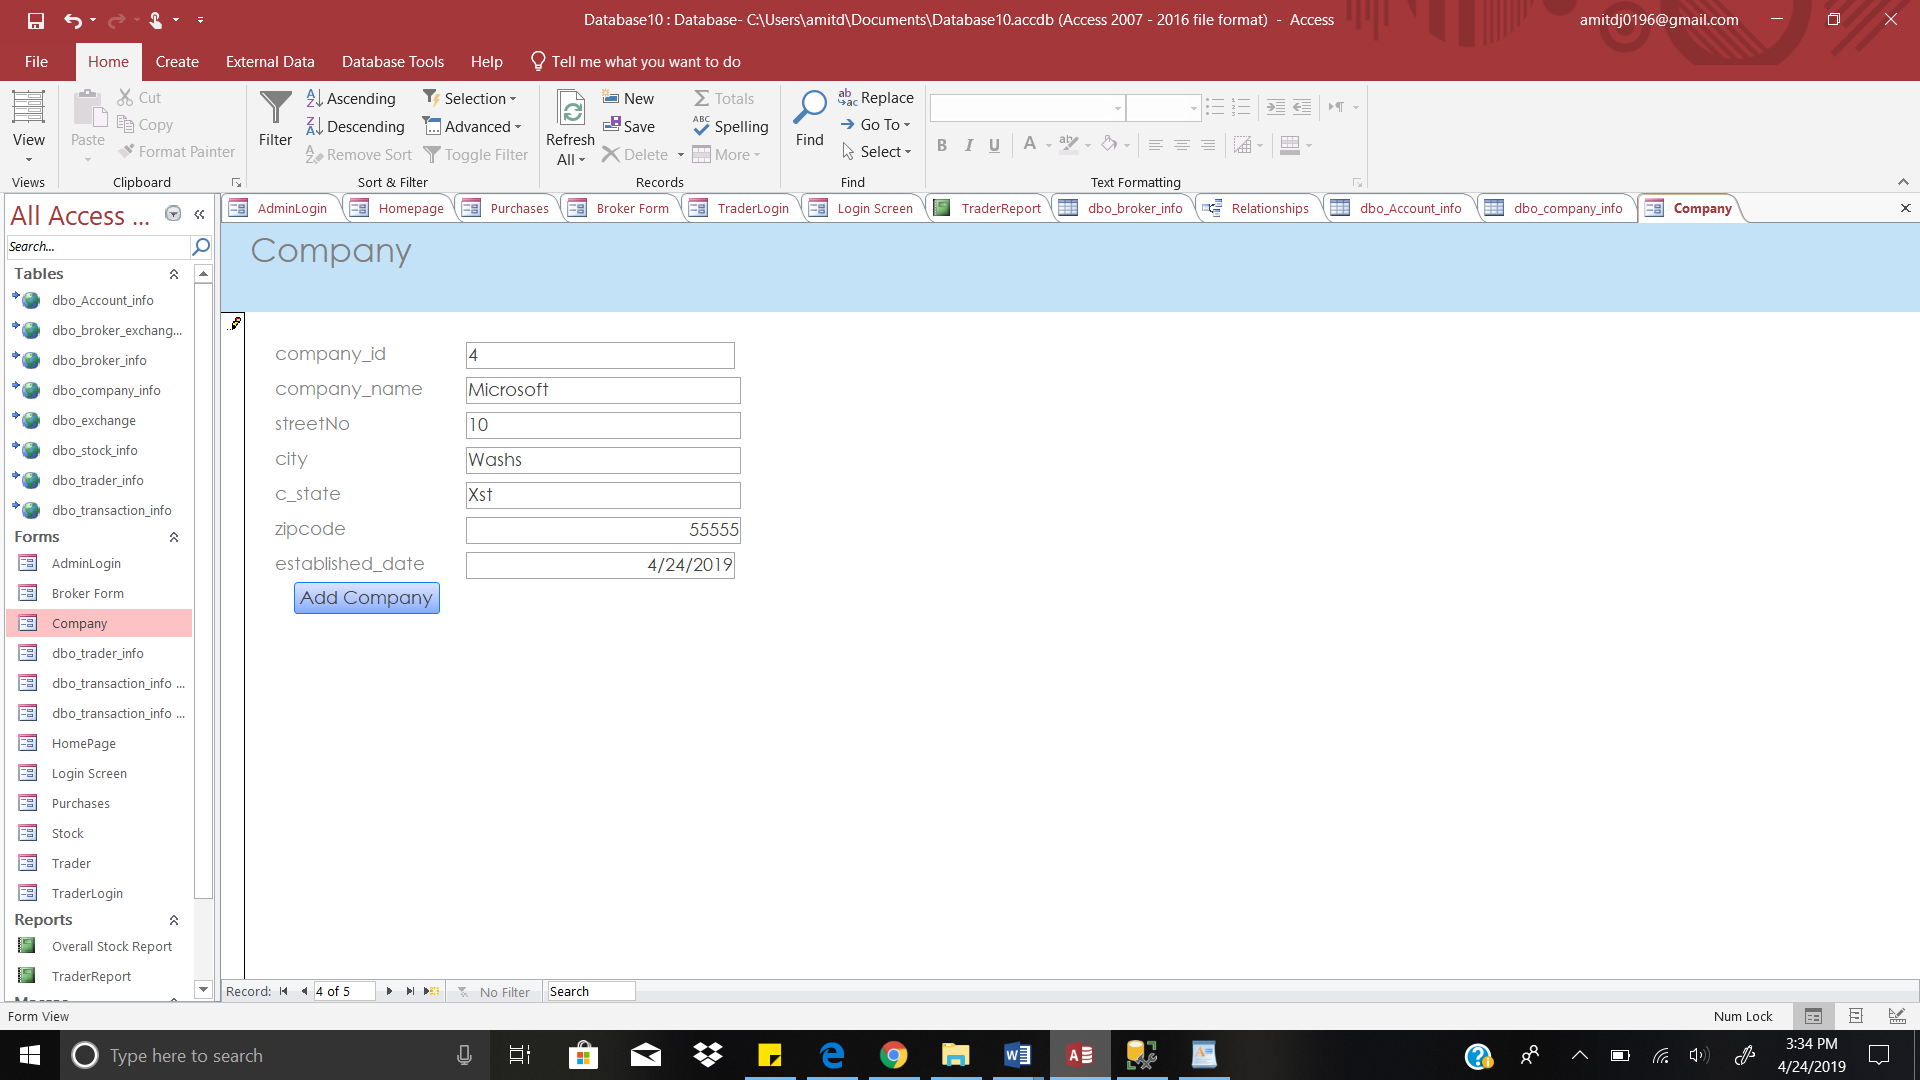 Database10 : Database- C:\Users\amitd\Documents\Database10.accdb (Access 2007 - 2016 file format) - Access
amitdj0196@gmail.com
File Home Create External Data Database Tools Help Tell me what you want to do
View
Views
Paste
Cut
Copy
Format Painter
Clipboard
Filter
Ascending
Descending
Remove Sort
Selection
Advanced
Toggle Filter
Sort & Filter
Refresh
All
New
Save
Delete
Totals
Spelling
More
Records
Find
Replace
Go To
Select
Find
B I U A
Text Formatting
All Access ...
Search...
Tables
dbo_Account_info
dbo_broker_exchang...
dbo_broker_info
dbo_company_info
dbo_exchange
dbo_stock_info
dbo_trader_info
dbo_transaction_info
Forms
AdminLogin
Broker Form
Company
dbo_trader_info
dbo_transaction_info ...
dbo_transaction_info ...
HomePage
Login Screen
Purchases
Stock
Trader
TraderLogin
Reports
Overall Stock Report
TraderReport
AdminLogin Homepage Purchases Broker Form TraderLogin Login Screen TraderReport dbo_broker_info Relationships dbo_Account_info dbo_company_info Company
Company
company_id 4
company_name Microsoft
streetNo 10
city Washs
c_state Xst
zipcode 55555
established_date 4/24/2019
Add Company
Record: 4 of 5 No Filter Search
Form View
Num Lock
Type here to search
3:34 PM
4/24/2019